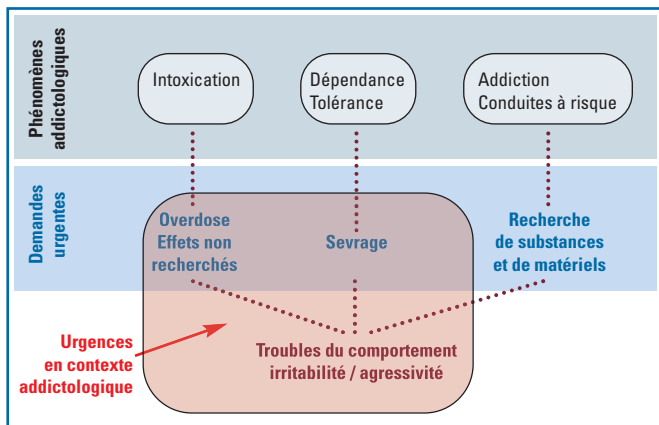 Phénomènes
addictologiques
Intoxication
Dépendance
Tolérance
Addiction
Conduites à risque
Demandes
urgentes
Overdose
Effets non
recherchés
Sevrage
Recherche
de substances
et de matériels
Urgences
en contexte
addictologique
Troubles du comportement
irritabilité / agressivité